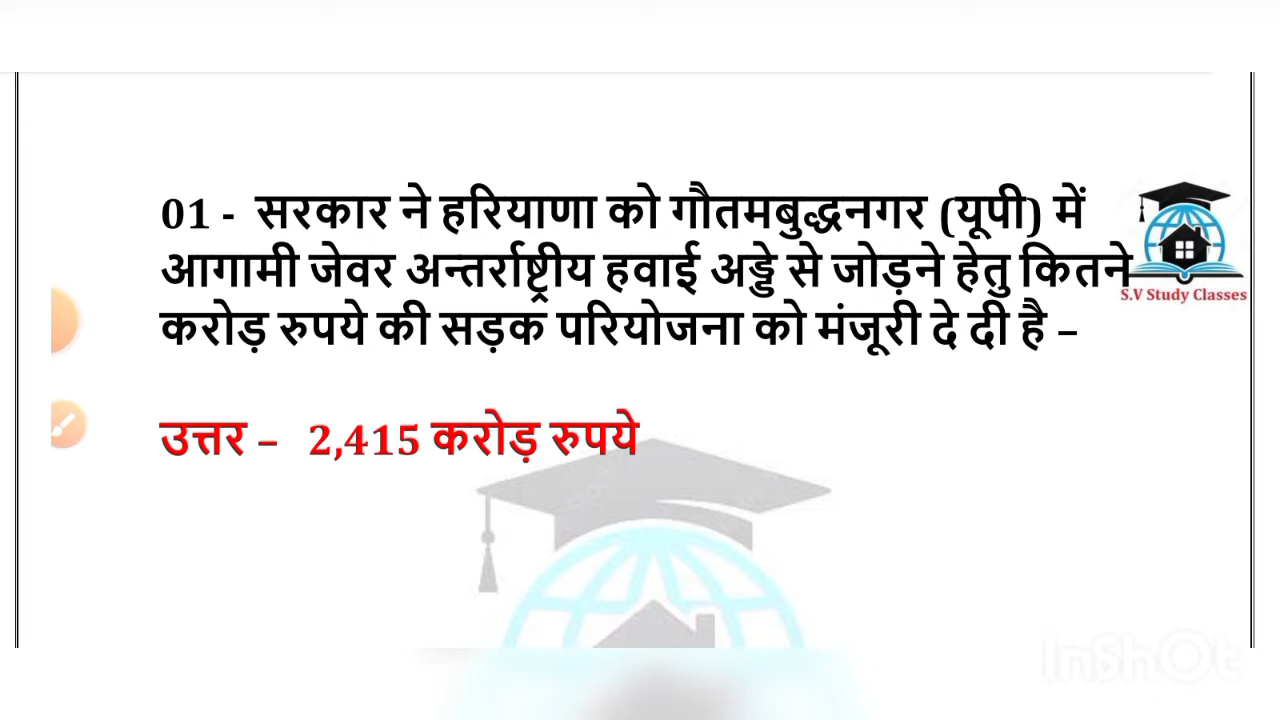 01 - सरकार ने हरियाणा को गौतमबुद्धनगर (यूपी) में
आगामी जेवर अन्तर्राष्ट्रीय हवाई अड्डे से जोड़ने हेतु कितने
करोड़ रुपये की सड़क परियोजना को मंजूरी दे दी है –
S.V Study Classes
उत्तर – 2,415 करोड़ रुपये
InShOt